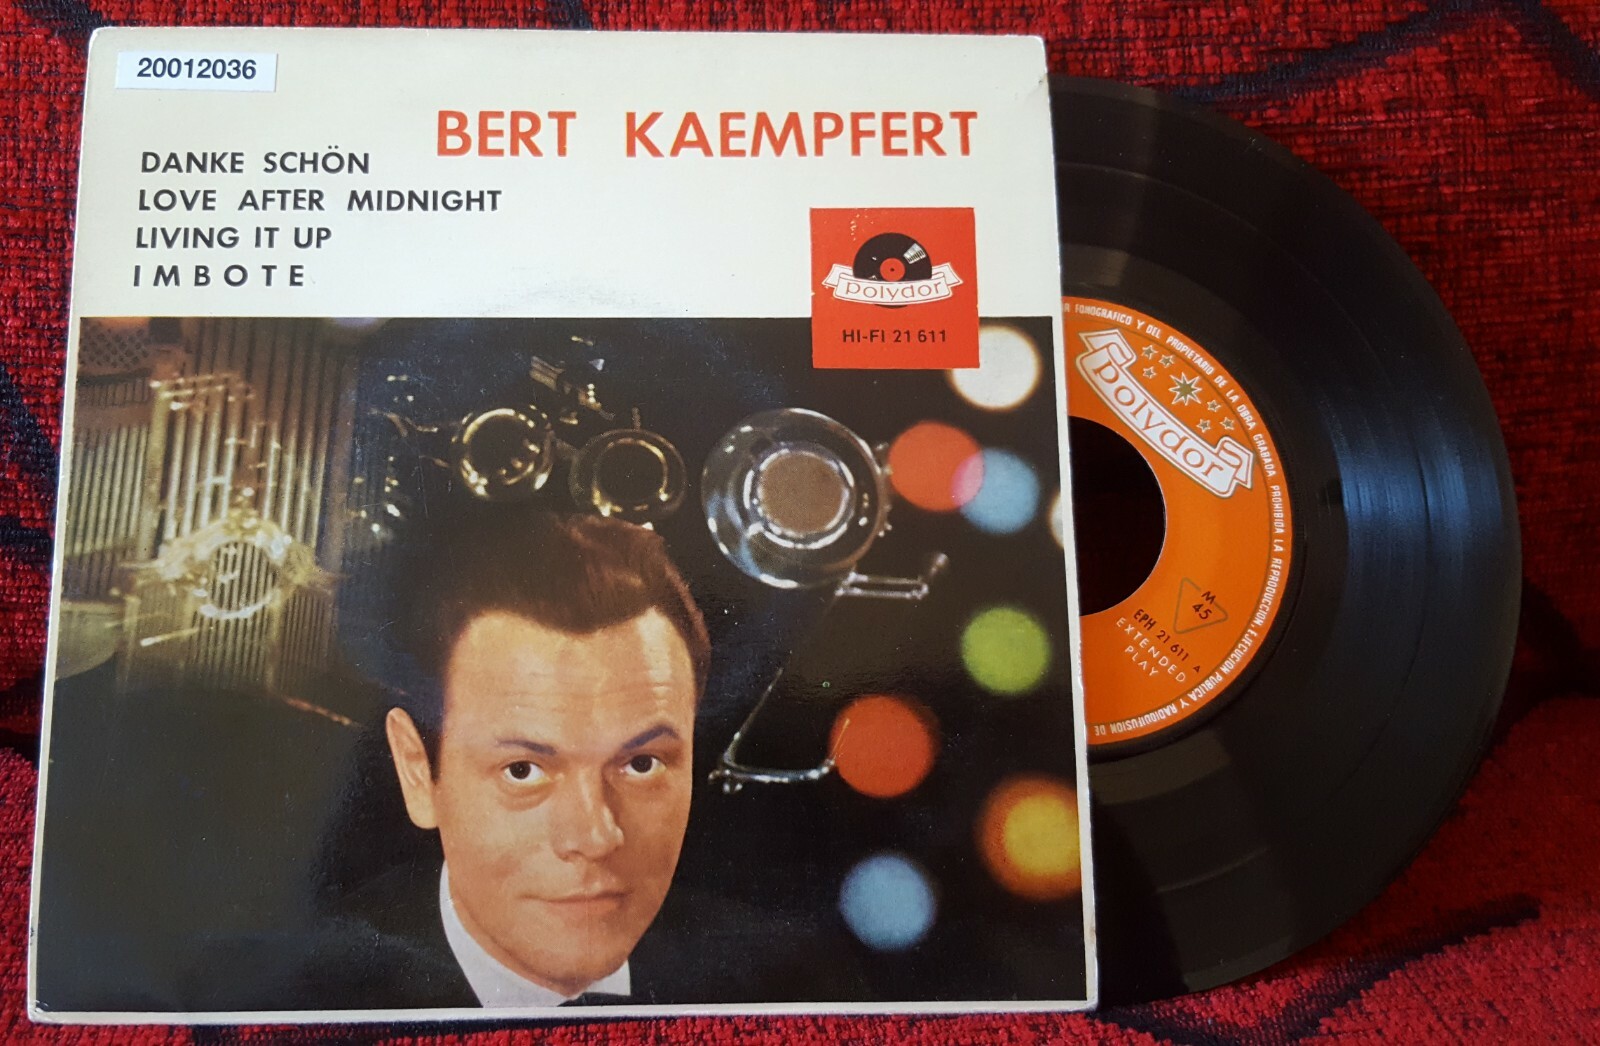 20012036
BERT KAEMPFERT
DANKE SCHÖN
LOVE AFTER MIDNIGHT
LIVING IT UP
IMBOTE
polydor
HI-FI 21 611
R FONOGRAFICO Y DEL PROPIETARIO DE LA OBRA GRABADA. PROHIBIDA LA REPRODUCCION, EJECUCION PUBLICA Y RADIODIFUSION DE
polydor
M
45
EPH 21 611 A
EXTENDED
PLAY